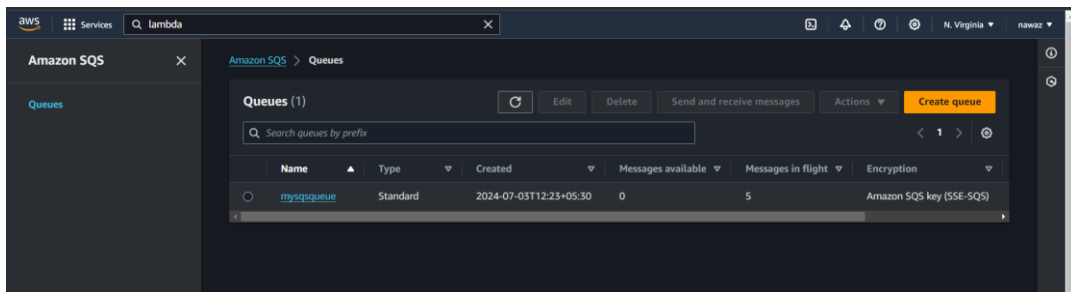 aws Services lambda N. Virginia nawaz
Amazon SQS
Queues
Amazon SQS > Queues
Queues (1) Edit Delete Send and receive messages Actions Create queue
Search queues by prefix 1
Name Type Created Messages available Messages in flight Encryption
mysqsqueue Standard 2024-07-03T12:23+05:30 0 5 Amazon SQS key (SSE-SQS)